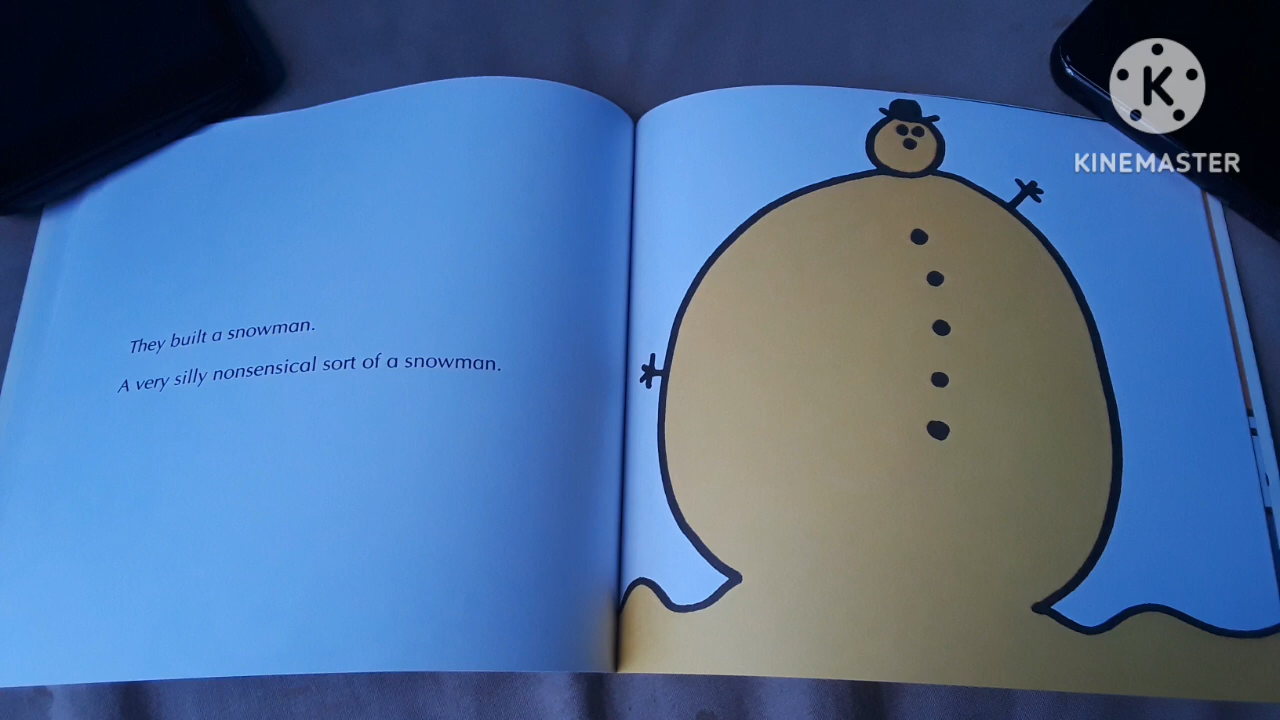 They built a snowman.
A very silly nonsensical sort of a snowman.
K
KINEMASTER